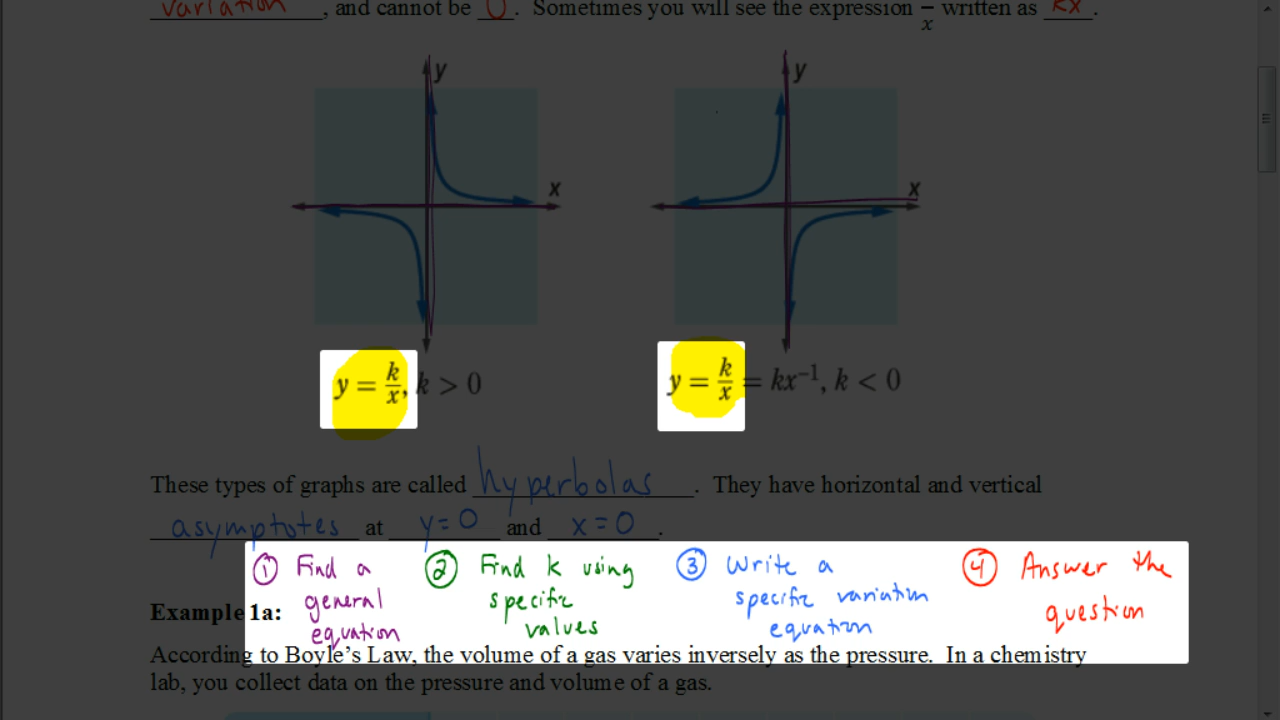 variation, and cannot be 0. Sometimes you will see the expression — x written as kx.
y y
x x
y = k/x, k > 0 y = k/x = kx⁻¹, k < 0
These types of graphs are called hyperbolas. They have horizontal and vertical
asymptotes at y=0 and x=0.
① Find a ② Find k using ③ Write a ④ Answer the
general specific specific variation question
equation values equation
Example 1a:
According to Boyle's Law, the volume of a gas varies inversely as the pressure. In a chemistry
lab, you collect data on the pressure and volume of a gas.